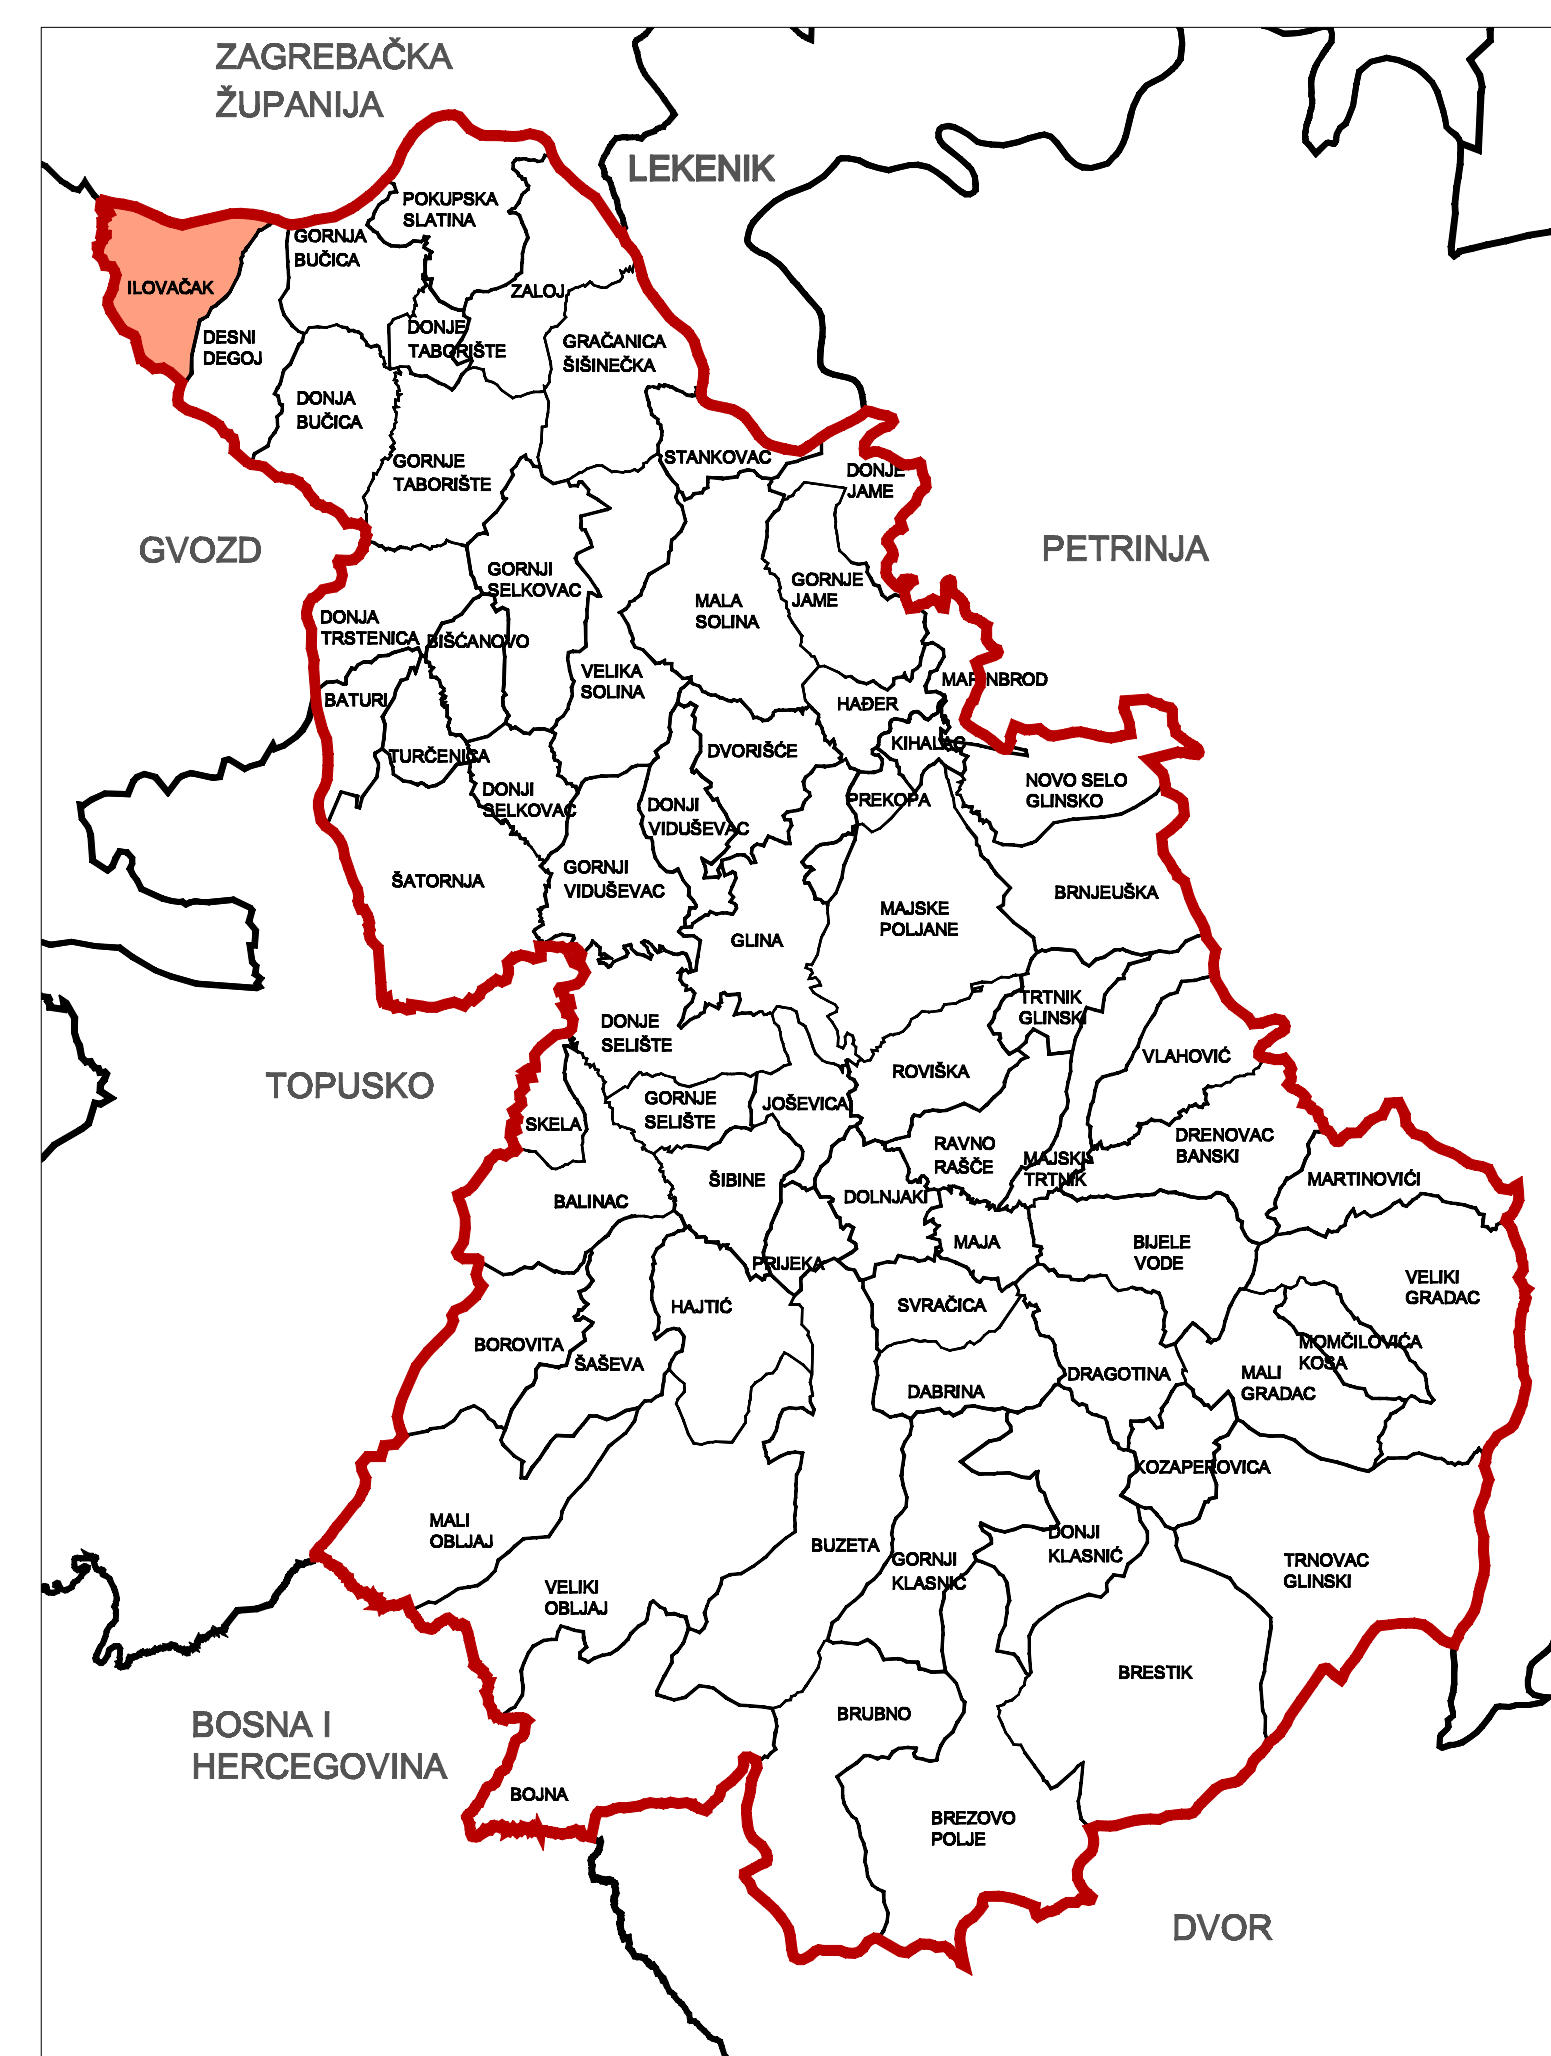 ZAGREBAČKA
ŽUPANIJA
LEKENIK
POKUPSKA
SLATINA
GORNJA
BUČICA
ILOVAČAK
ZALOJ
DESNI
DEGOJ
DONJE
TABORIŠTE
GRAČANICA
ŠIŠINEČKA
DONJA
BUČICA
GORNJE
TABORIŠTE
STANKOVAC
DONJE
JAME
GVOZD
PETRINJA
GORNJI
SELKOVAC
MALA
SOLINA
GORNJE
JAME
DONJA
TRSTENICA
BIŠĆANOVO
VELIKA
SOLINA
MARINBROD
BATURI
HAĐER
TURČENICA
DVORIŠĆE
KIHALAC
DONJI
SELKOVAC
DONJI
VIDUŠEVAC
PREKOPA
NOVO SELO
GLINSKO
ŠATORNJA
GORNJI
VIDUŠEVAC
BRNJEUŠKA
MAJSKE
POLJANE
GLINA
TRTNIK
GLINSKI
DONJE
SELIŠTE
VLAHOVIĆ
TOPUSKO
ROVIŠKA
GORNJE
SELIŠTE
JOŠEVICA
SKELA
RAVNO
RAŠČE
MAJSKI
TRTNIK
DRENOVAC
BANSKI
MARTINOVIĆI
ŠIBINE
BALINAC
DOLNJAKI
MAJA
BIJELE
VODE
PRIJEKA
VELIKI
GRADAC
HAJTIĆ
SVRAČICA
BOROVITA
ŠAŠEVA
MOMČILOVIĆA
KOSA
MALI
GRADAC
DRAGOTINA
DABRINA
KOZAPEROVICA
MALI
OBLJAJ
BUZETA
GORNJI
KLASNIĆ
DONJI
KLASNIĆ
TRNOVAC
GLINSKI
VELIKI
OBLJAJ
BRESTIK
BRUBNO
BOSNA I
HERCEGOVINA
BOJNA
BREZOVO
POLJE
DVOR